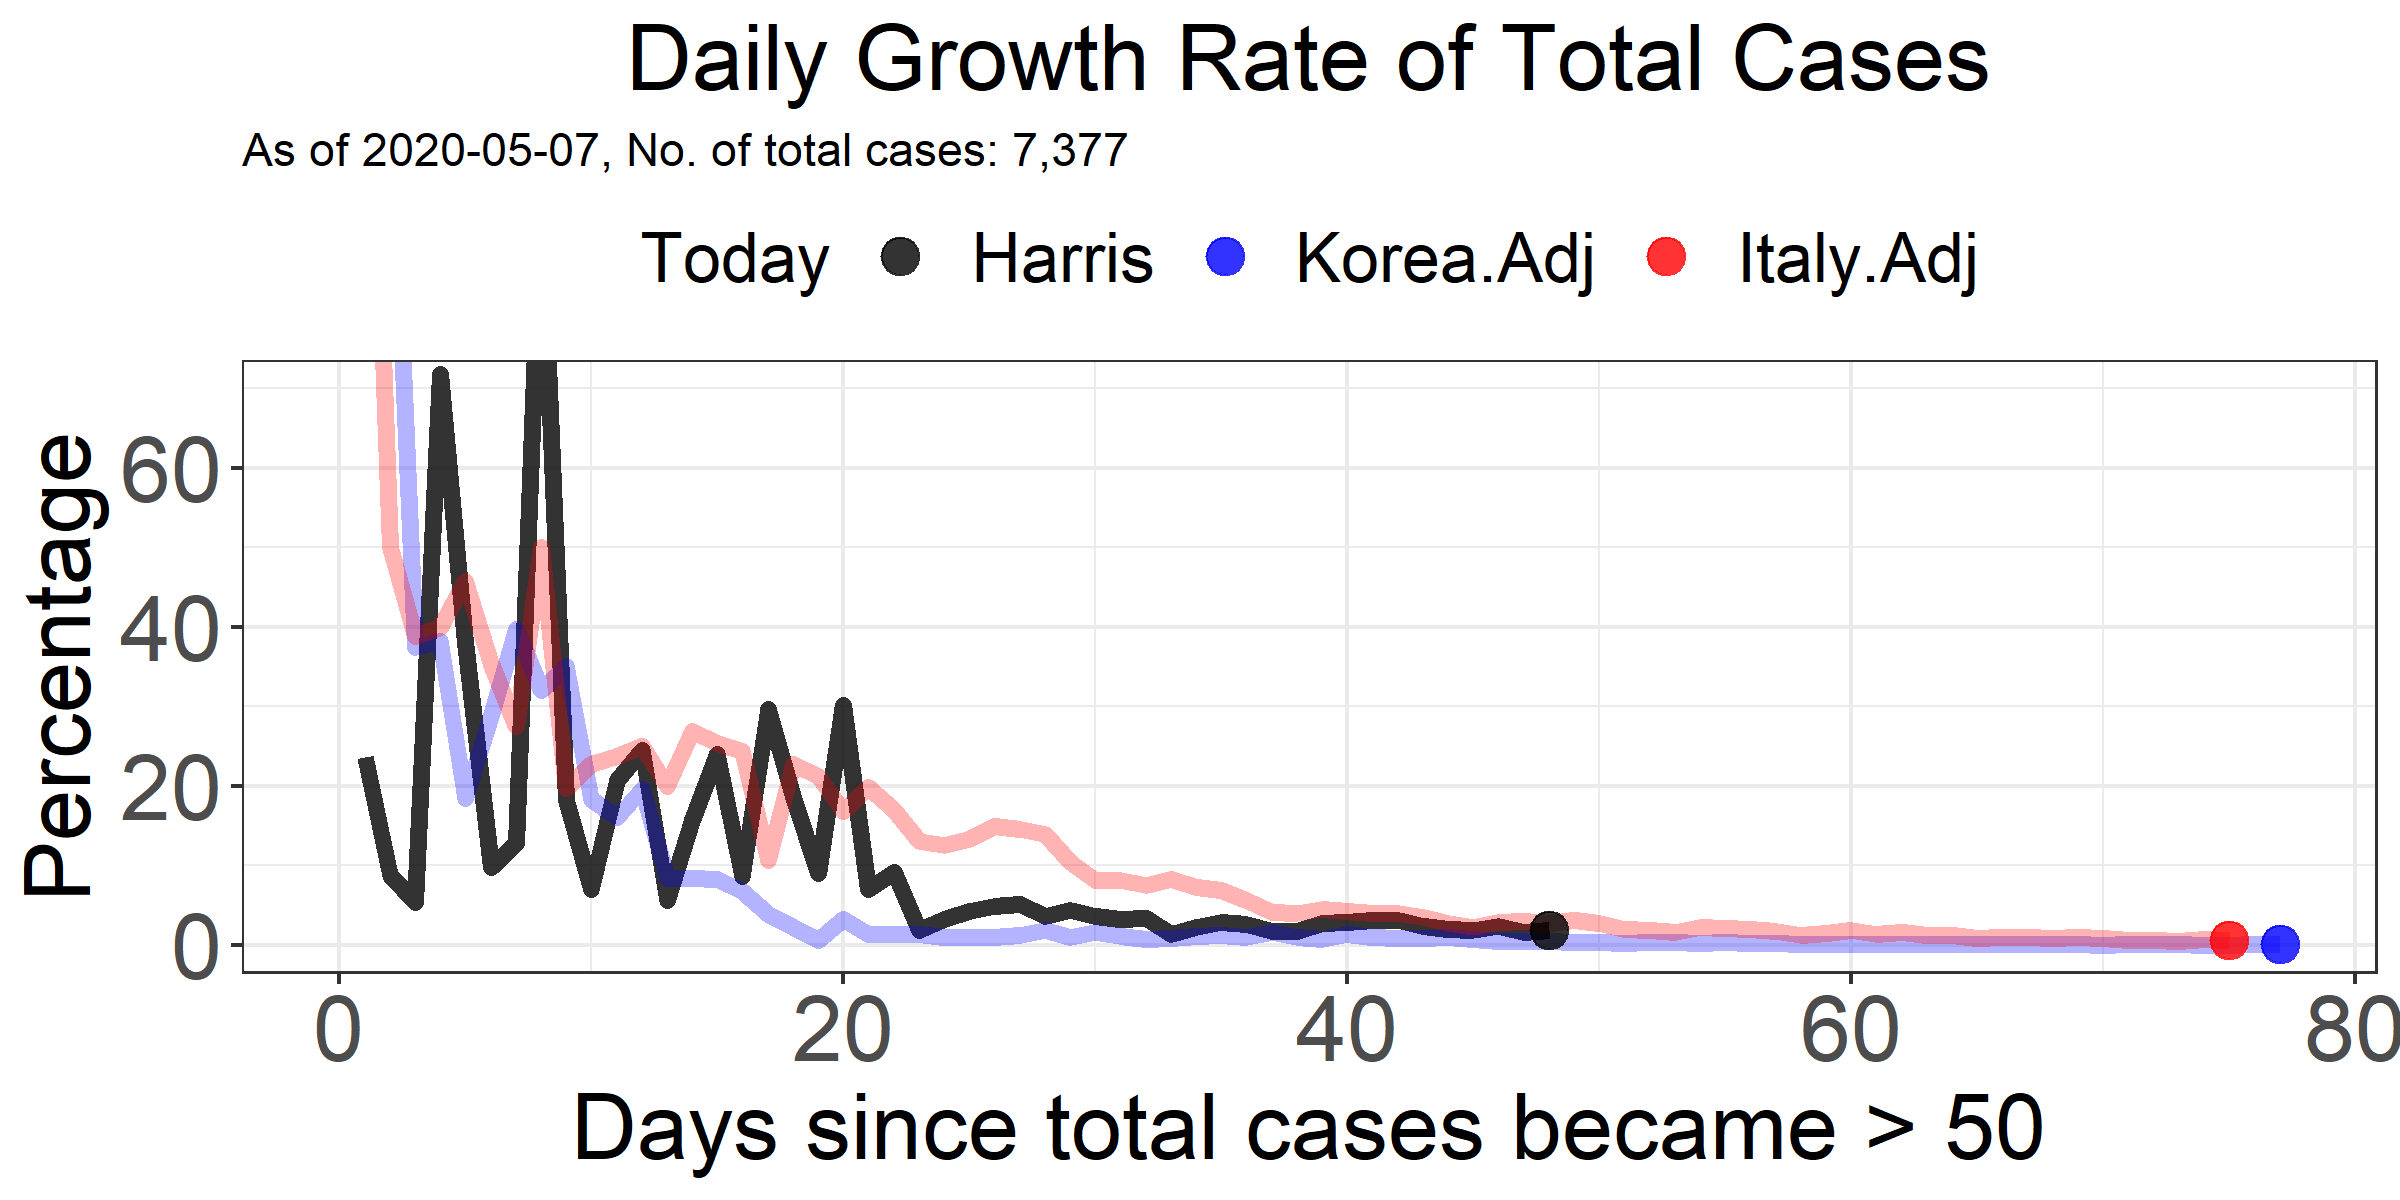 Daily Growth Rate of Total Cases
As of 2020-05-07, No. of total cases: 7,377
Today Harris Korea.Adj Italy.Adj
Percentage
60
40
20
0
0 20 40 60 80
Days since total cases became > 50